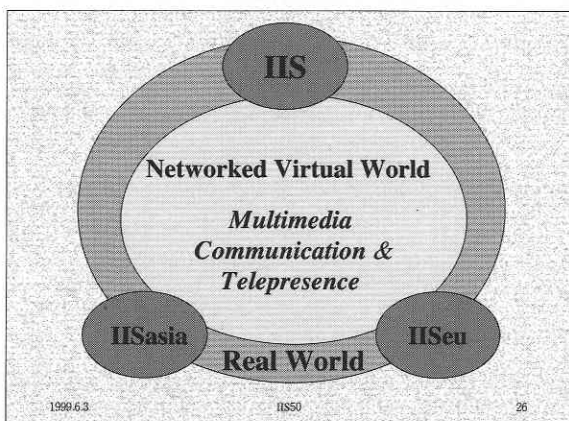 IIS
Networked Virtual World
Multimedia
Communication &
Telepresence
IISasia
IISeu
Real World
1999.6.3
IIS50
26